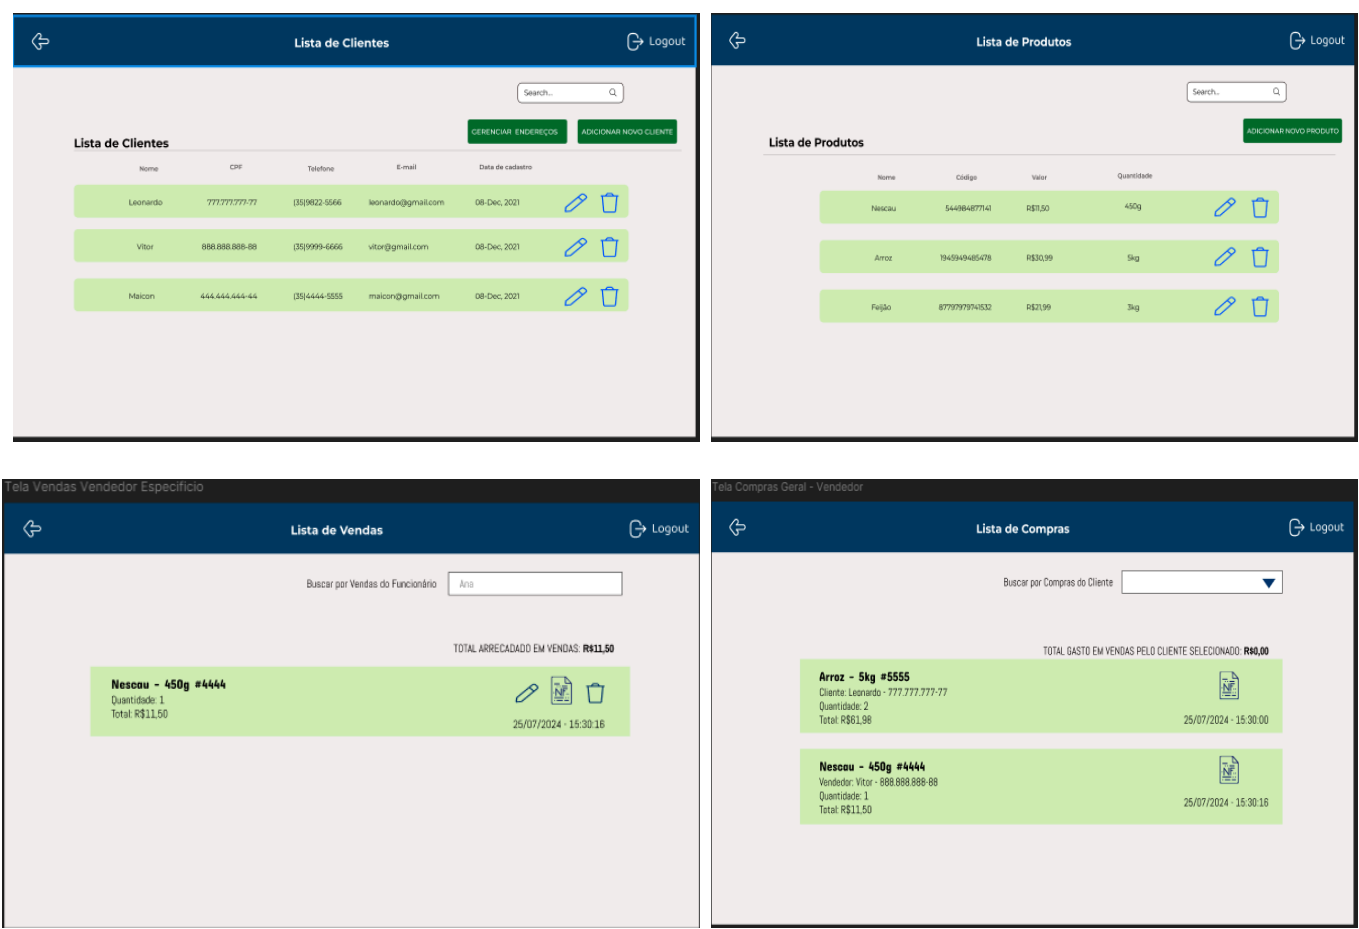 Lista de Clientes
Logout
Search...
GERENCIAR ENDEREÇOS
ADICIONAR NOVO CLIENTE
Lista de Clientes
Nome CPF Telefone E-mail Data de cadastro
Leonardo 777.777.777-77 (35)9822-5566 leonardo@gmail.com 08-Dec, 2021
Vitor 888.888.888-88 (35)9999-6666 vitor@gmail.com 08-Dec, 2021
Maicon 444.444.444-44 (35)4444-5555 maicon@gmail.com 08-Dec, 2021
Lista de Produtos
Logout
Search..
ADICIONAR NOVO PRODUTO
Lista de Produtos
Nome Código Valor Quantidade
Nescau 544984877141 R$11,50 450g
Arroz 1945949485478 R$30,99 5kg
Feijão 87797979741532 R$21,99 3kg
Tela Vendas Vendedor Especificio
Lista de Vendas
Logout
Buscar por Vendas do Funcionário
Ana
TOTAL ARRECADADO EM VENDAS: R$11,50
Nescau - 450g #4444
Quantidade: 1
Total: R$11,50
NF
25/07/2024 - 15:30:16
Tela Compras Geral - Vendedor
Lista de Compras
Logout
Buscar por Compras do Cliente
TOTAL GASTO EM VENDAS PELO CLIENTE SELECIONADO: R$0,00
Arroz - 5kg #5555
Cliente: Leonardo - 777.777.777-77
Quantidade: 2
Total: R$61,98
NF
25/07/2024 - 15:30:00
Nescau - 450g #4444
Vendedor: Vitor - 888.888.888-88
Quantidade: 1
Total: R$11,50
NF
25/07/2024 - 15:30:16